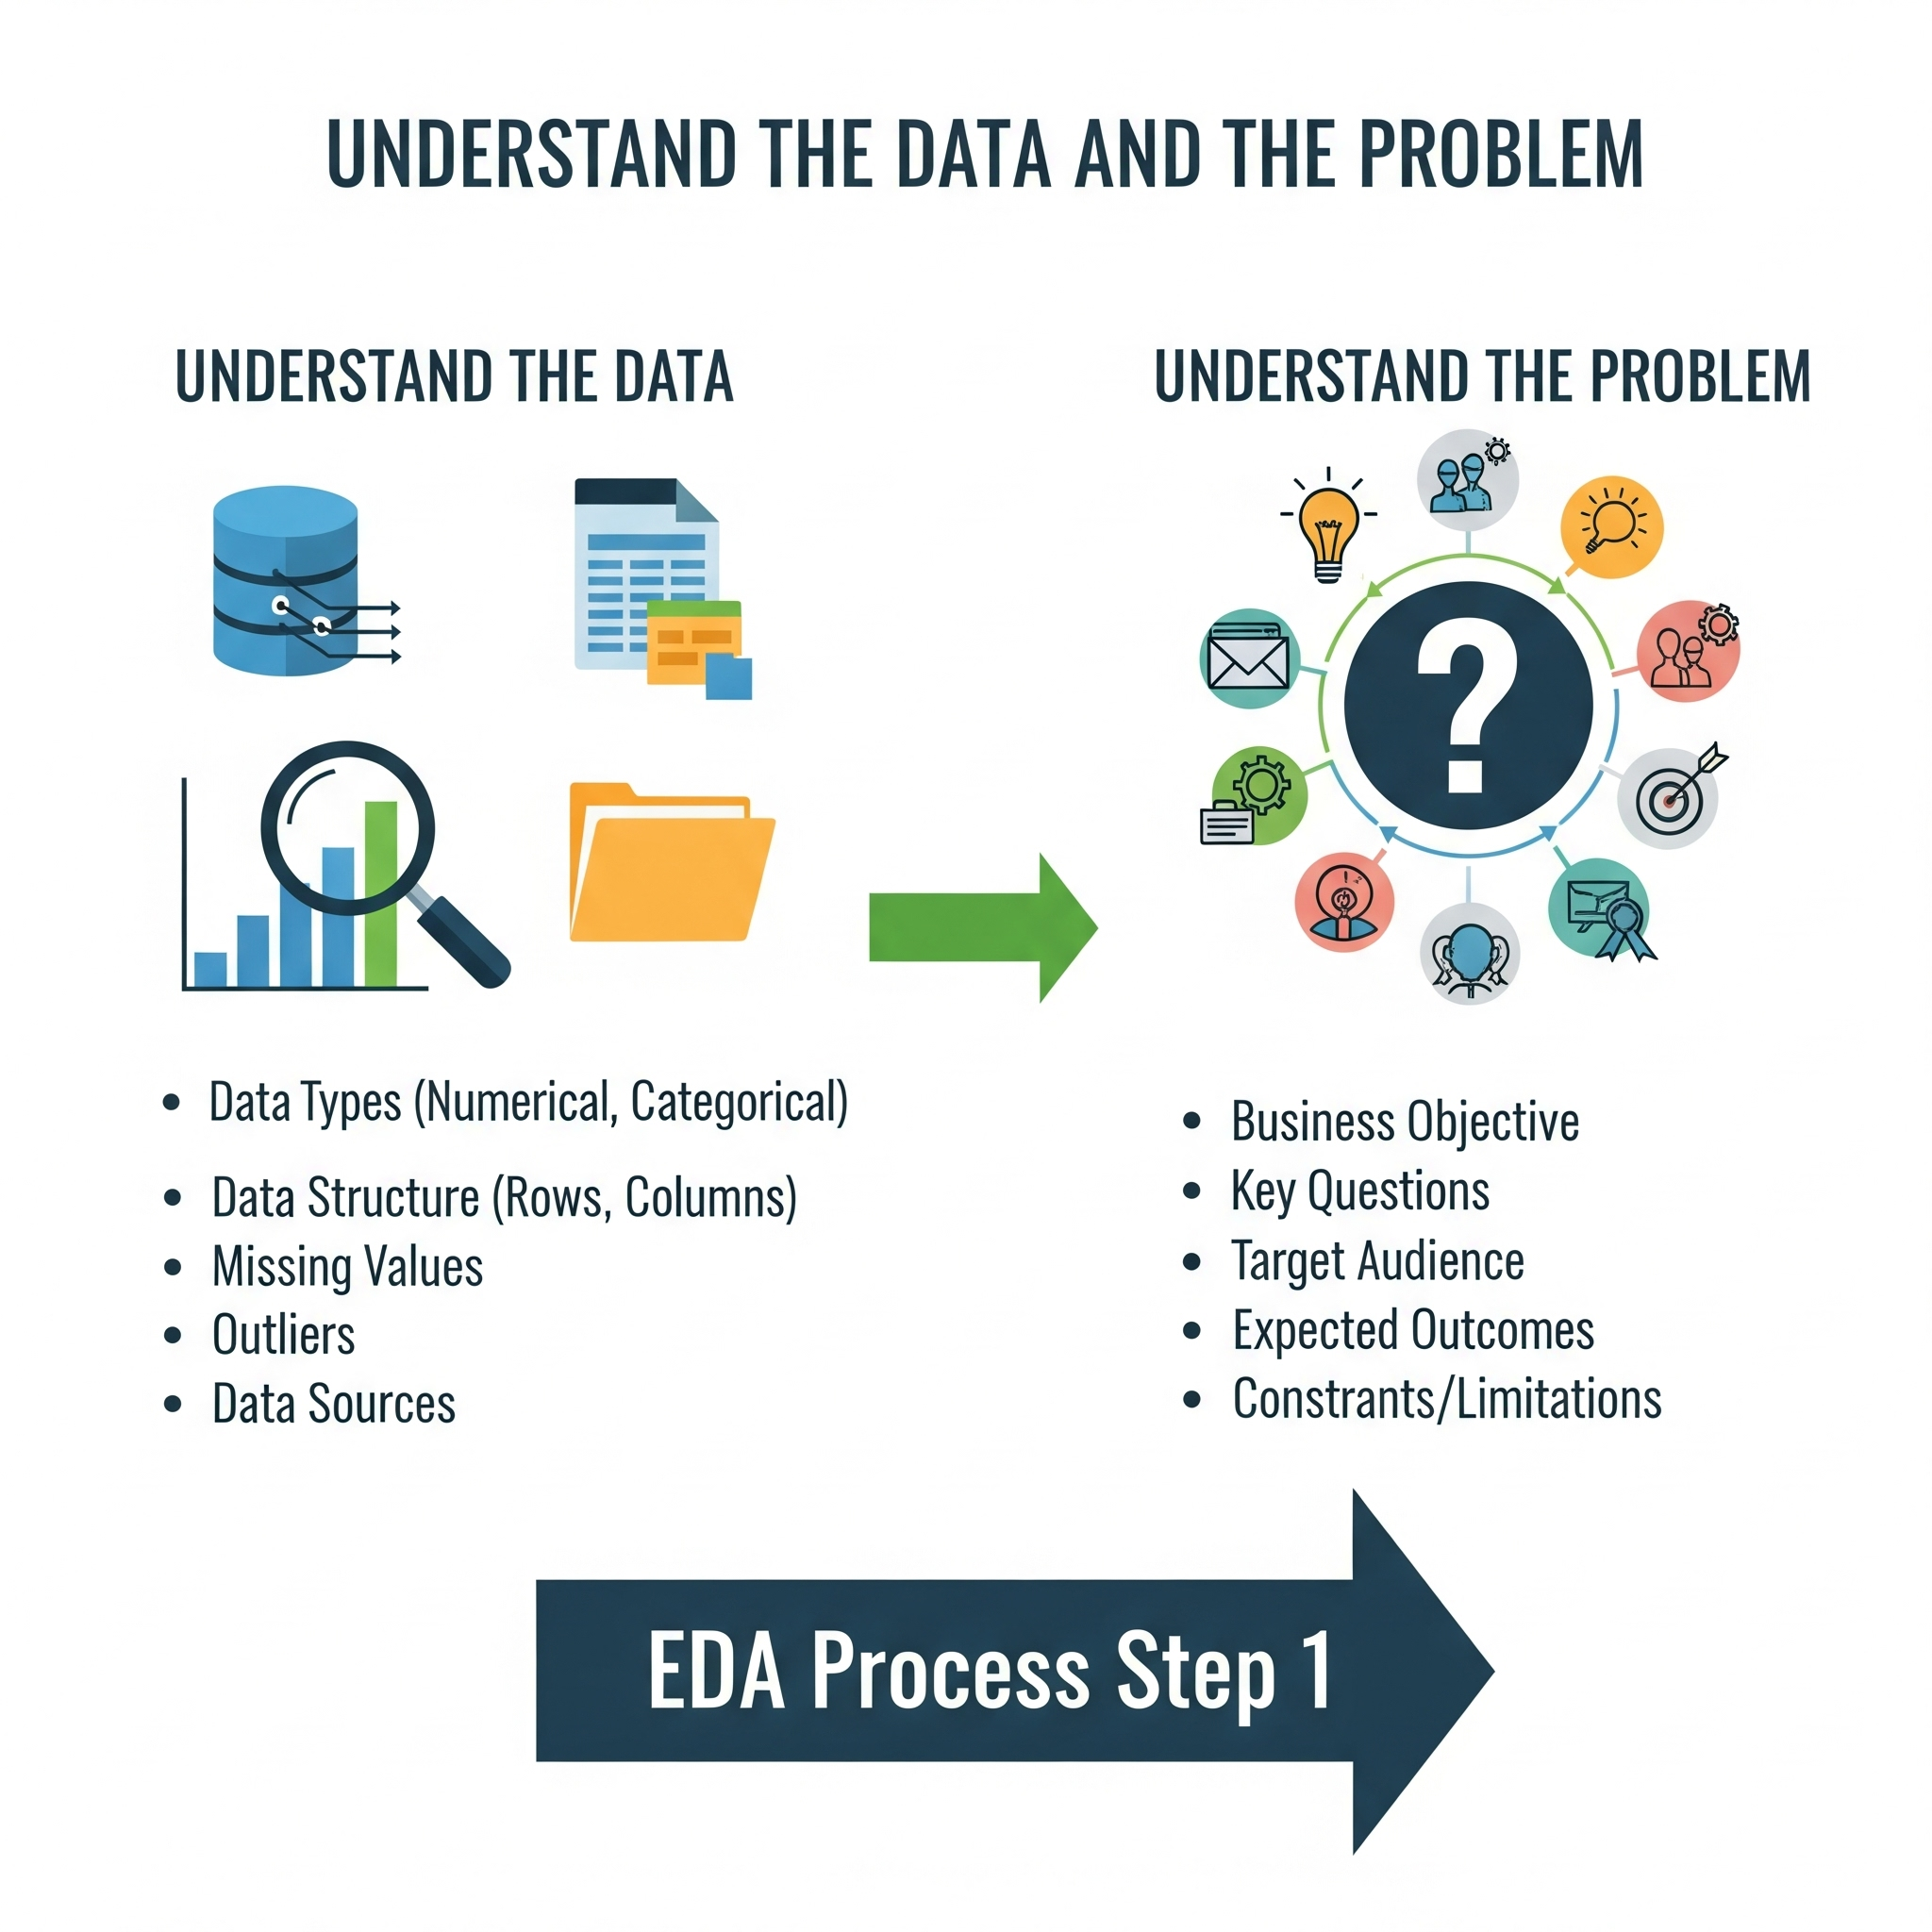 UNDERSTAND THE DATA AND THE PROBLEM
UNDERSTAND THE DATA
• Data Types (Numerical, Categorical)
• Data Structure (Rows, Columns)
• Missing Values
• Outliers
• Data Sources
UNDERSTAND THE PROBLEM
?
• Business Objective
• Key Questions
• Target Audience
• Expected Outcomes
• Constrants/Limitations
EDA Process Step 1